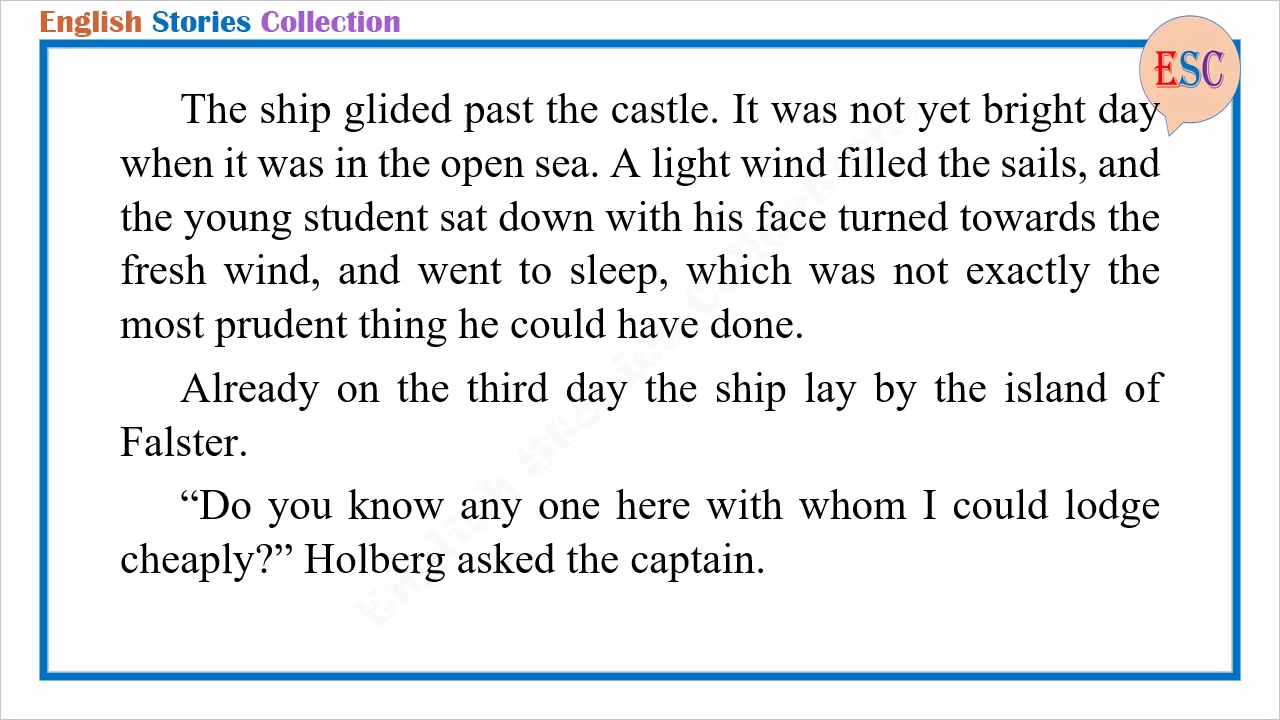 English Stories Collection
ESC
The ship glided past the castle. It was not yet bright day
when it was in the open sea. A light wind filled the sails, and
the young student sat down with his face turned towards the
fresh wind, and went to sleep, which was not exactly the
most prudent thing he could have done.
Already on the third day the ship lay by the island of
Falster.
“Do you know any one here with whom I could lodge
cheaply?” Holberg asked the captain.